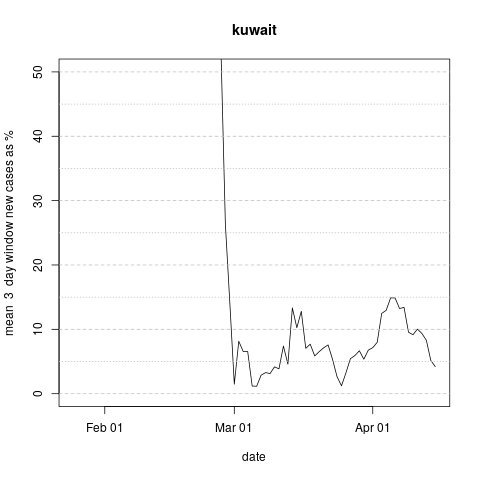 kuwait
mean 3 day window new cases as %
50
40
30
20
10
0
Feb 01
Mar 01
Apr 01
date